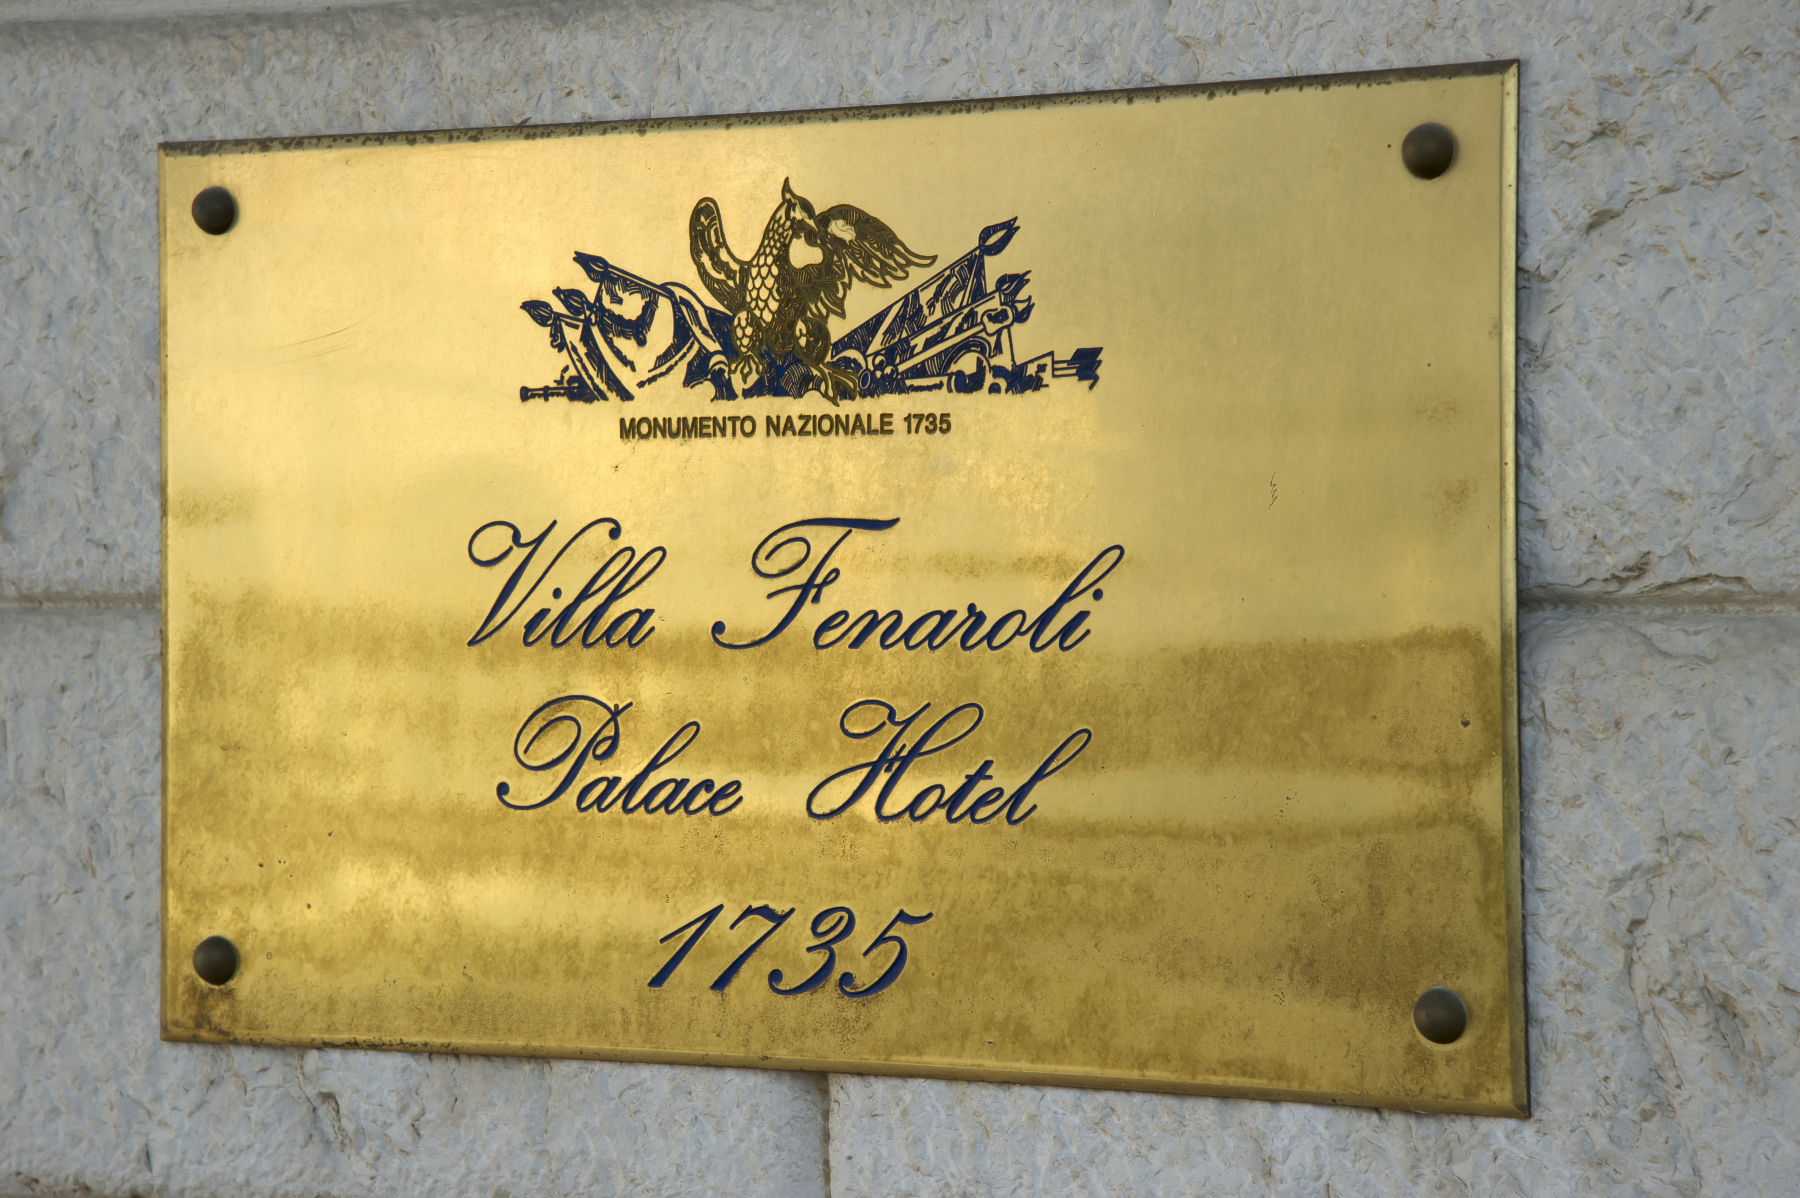 MONUMENTO NAZIONALE 1735
Villa Fenaroli
Palace Hotel
1735